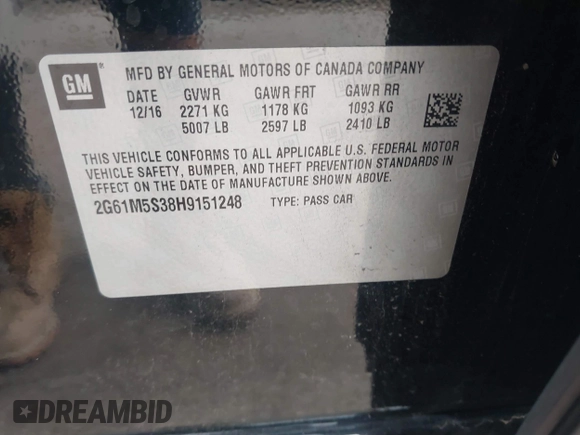 GM ®
MFD BY GENERAL MOTORS OF CANADA COMPANY
DATE GVWR GAWR FRT GAWR RR
12/16 2271 KG 1178 KG 1093 KG
5007 LB 2597 LB 2410 LB
THIS VEHICLE CONFORMS TO ALL APPLICABLE U.S. FEDERAL MOTOR
VEHICLE SAFETY, BUMPER, AND THEFT PREVENTION STANDARDS IN
EFFECT ON THE DATE OF MANUFACTURE SHOWN ABOVE.
2G61M5S38H9151248 TYPE: PASS CAR
DREAMBID